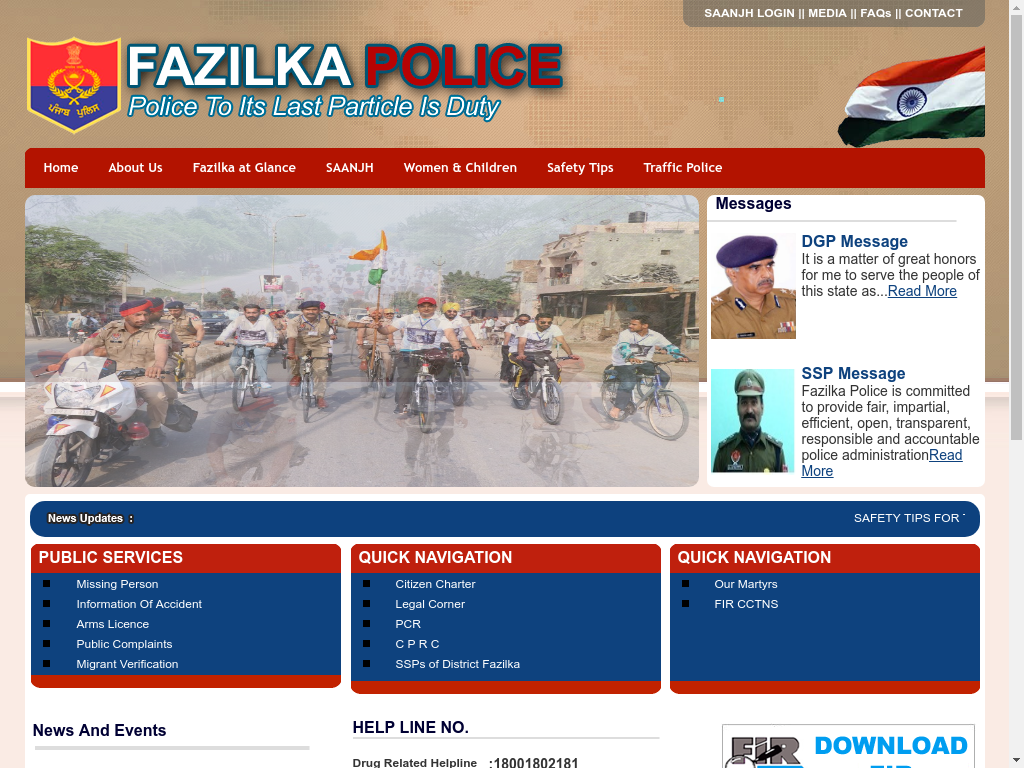 SAANJH LOGIN || MEDIA || FAQs || CONTACT
FAZILKA POLICE
Police To Its Last Particle Is Duty
ਪੰਜਾਬ ਪੁਲਿਸ
Home About Us Fazilka at Glance SAANJH Women & Children Safety Tips Traffic Police
Messages
DGP Message
It is a matter of great honors
for me to serve the people of
this state as...Read More
SSP Message
Fazilka Police is committed
to provide fair, impartial,
efficient, open, transparent,
responsible and accountable
police administrationRead
More
News Updates :
SAFETY TIPS FOR
PUBLIC SERVICES
Missing Person
Information Of Accident
Arms Licence
Public Complaints
Migrant Verification
QUICK NAVIGATION
Citizen Charter
Legal Corner
PCR
C P R C
SSPs of District Fazilka
QUICK NAVIGATION
Our Martyrs
FIR CCTNS
News And Events
HELP LINE NO.
Drug Related Helpline :18001802181
FIR DOWNLOAD
FIR